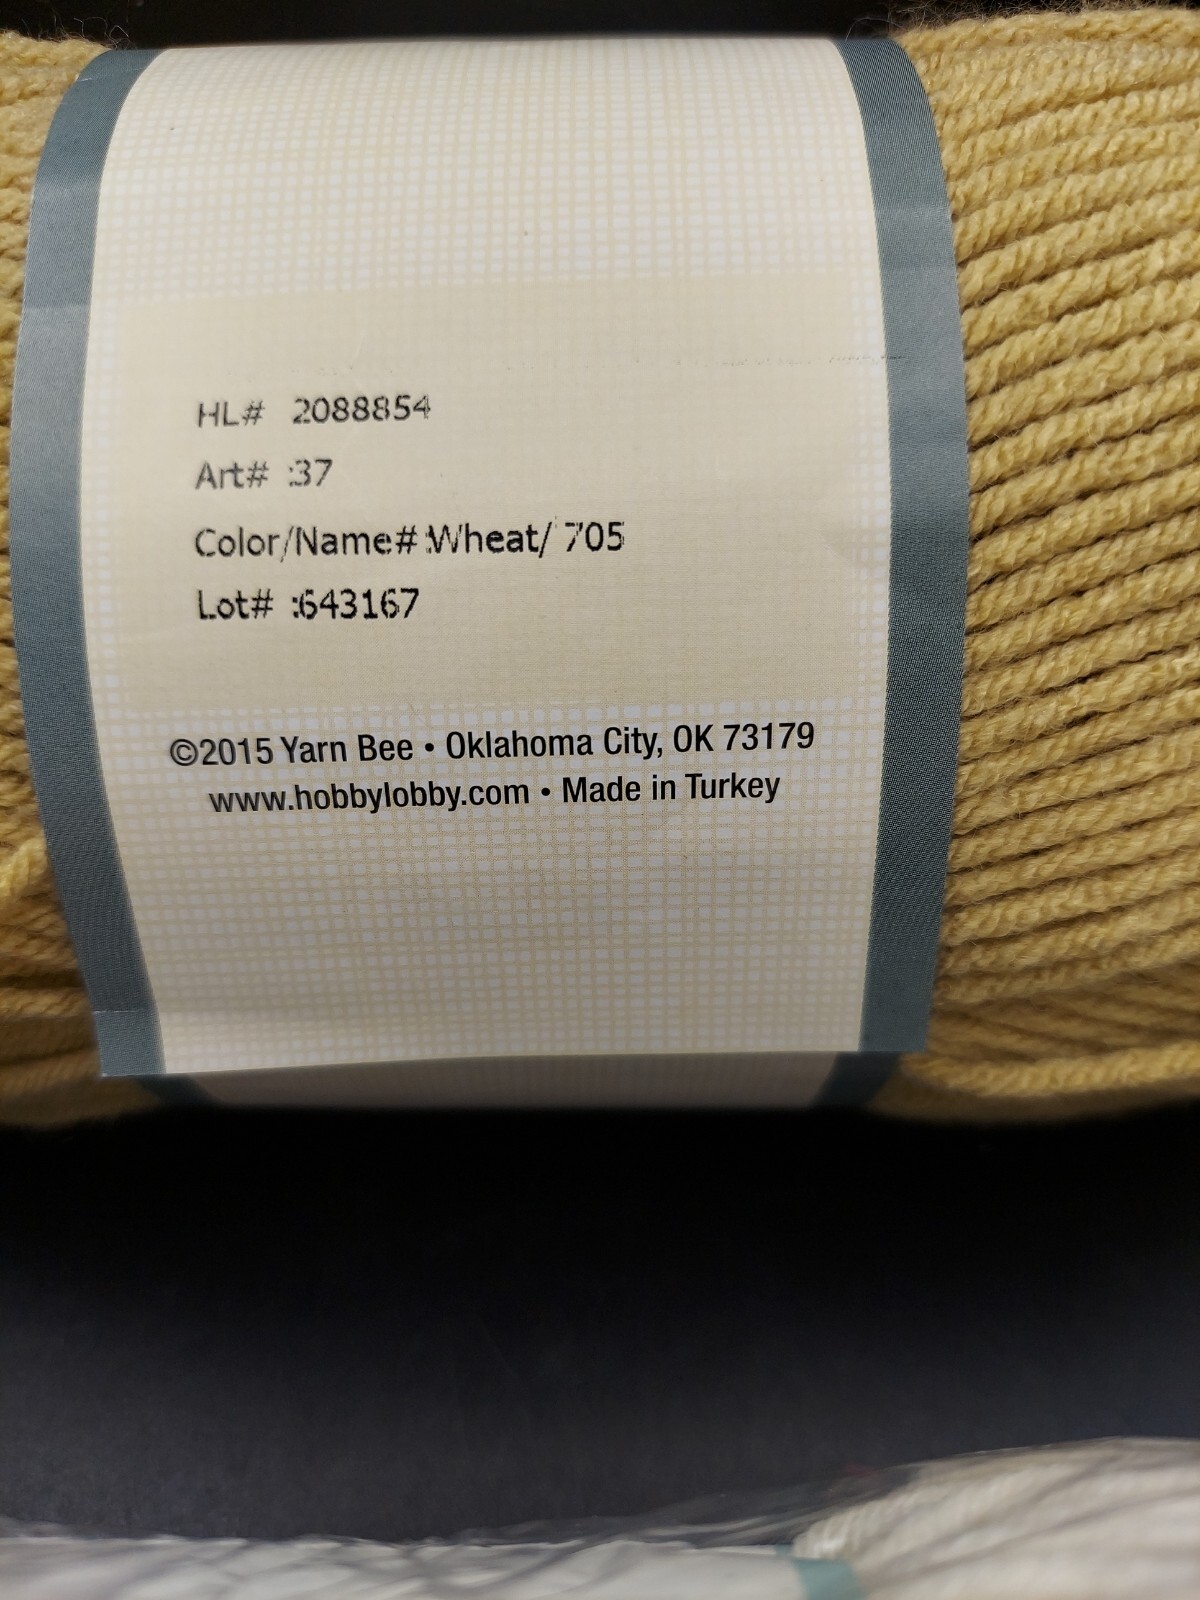 HL# 2088854
Art# :37
Color/Name# :Wheat/ 705
Lot# :643167
©2015 Yarn Bee • Oklahoma City, OK 73179
www.hobbylobby.com • Made in Turkey